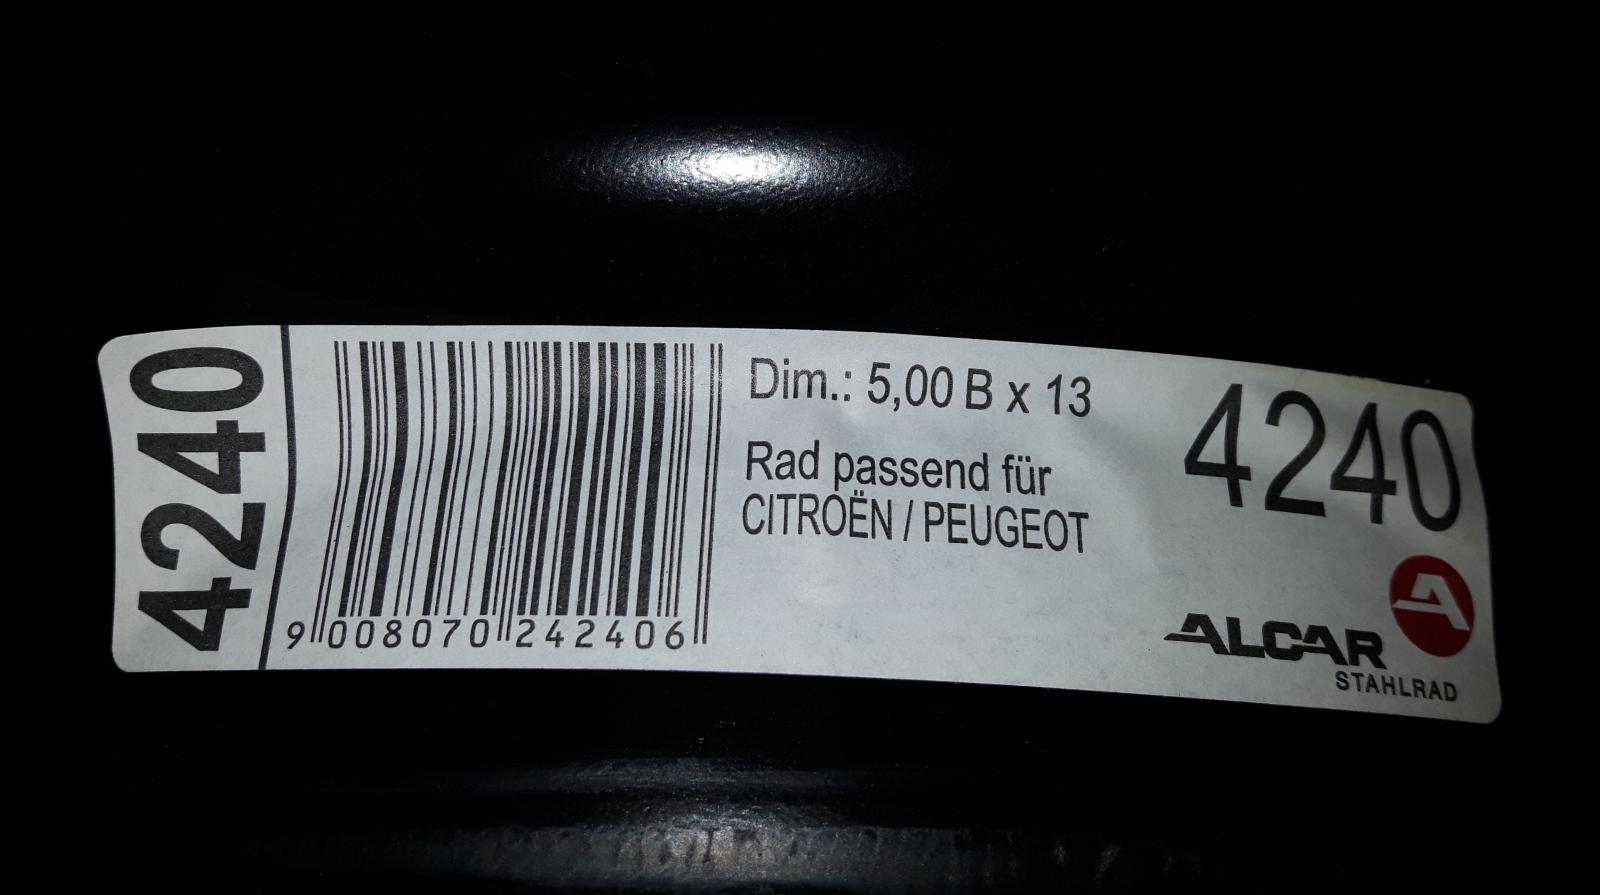 4240
9 008070 242406
Dim.: 5,00 B x 13
Rad passend für
CITROËN / PEUGEOT
4240
ALCAR
STAHLRAD